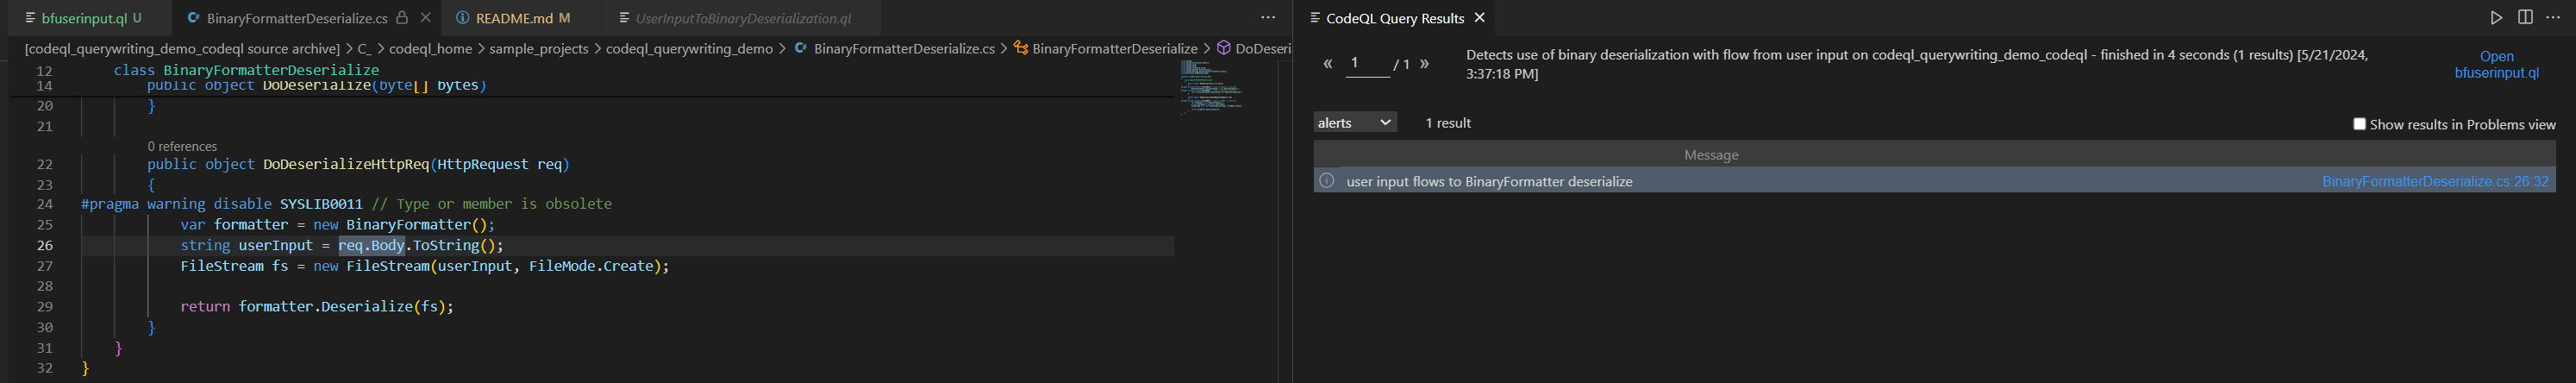 bfuserinput.ql U
BinaryFormatterDeserialize.cs
README.md M
UserInputToBinaryDeserialization.ql
[codeql_querywriting_demo_codeql source archive] > C_ > codeql_home > sample_projects > codeql_querywriting_demo > BinaryFormatterDeserialize.cs > BinaryFormatterDeserialize > DoDeseri
12 class BinaryFormatterDeserialize
14 public object DoDeserialize(byte[] bytes)
20 }
21
0 references
22 public object DoDeserializeHttpReq(HttpRequest req)
23 {
24 #pragma warning disable SYSLIB0011 // Type or member is obsolete
25 var formatter = new BinaryFormatter();
26 string userInput = req.Body.ToString();
27 FileStream fs = new FileStream(userInput, FileMode.Create);
28
29 return formatter.Deserialize(fs);
30 }
31 }
32 }
CodeQL Query Results
« 1 / 1 »
Detects use of binary deserialization with flow from user input on codeql_querywriting_demo_codeql - finished in 4 seconds (1 results) [5/21/2024,
3:37:18 PM]
Open
bfuserinput.ql
alerts 1 result
Show results in Problems view
Message
user input flows to BinaryFormatter deserialize BinaryFormatterDeserialize.cs:26:32